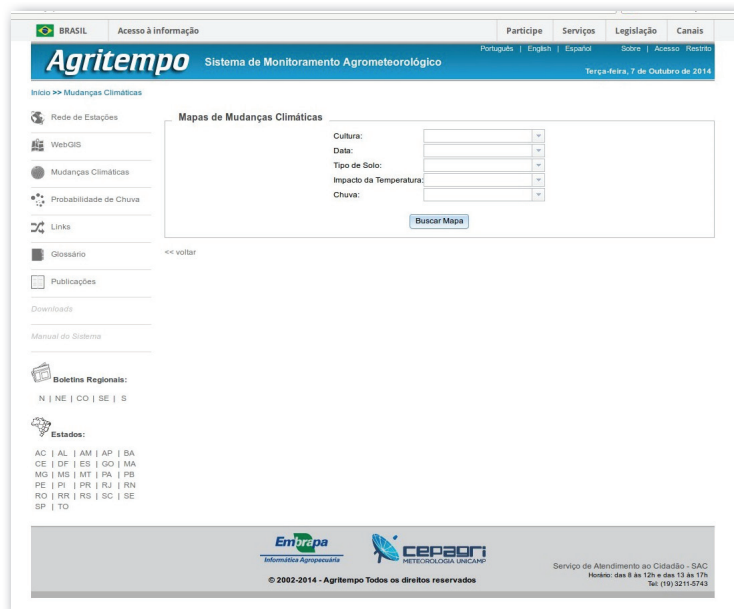 BRASIL Acesso à informação Participe Serviços Legislação Canais
Português | English | Español Sobre | Acesso Restrito
Agritempo Sistema de Monitoramento Agrometeorológico
Terça-feira, 7 de Outubro de 2014
Início >> Mudanças Climáticas
Rede de Estações
WebGIS
Mudanças Climáticas
Probabilidade de Chuva
Links
Glossário
Publicações
Downloads
Manual do Sistema
Boletins Regionais:
N | NE | CO | SE | S
Estados:
AC | AL | AM | AP | BA
CE | DF | ES | GO | MA
MG | MS | MT | PA | PB
PE | PI | PR | RJ | RN
RO | RR | RS | SC | SE
SP | TO
Mapas de Mudanças Climáticas
Cultura:
Data:
Tipo de Solo:
Impacto da Temperatura:
Chuva:
Buscar Mapa
<< voltar
Embrapa
Informática Agropecuária
cepagri
METEOROLOGIA UNICAMP
© 2002-2014 - Agritempo Todos os direitos reservados
Serviço de Atendimento ao Cidadão - SAC
Horário: das 8 às 12h e das 13 às 17h
Tel: (19) 3211-5743